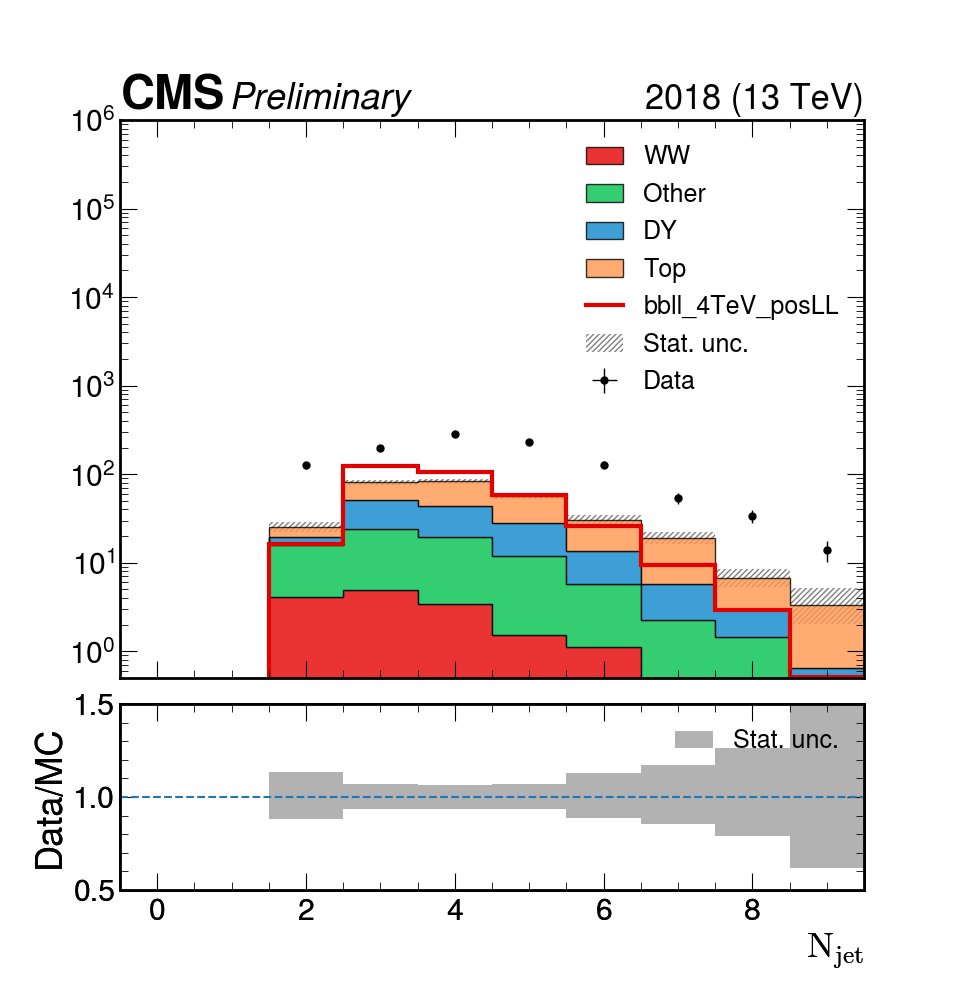 CMS Preliminary 2018 (13 TeV)
10^6
10^5
10^4
10^3
10^2
10^1
10^0
WW
Other
DY
Top
bbll_4TeV_posLL
Stat. unc.
Data
1.5
1.0
0.5
Data/MC
Stat. unc.
0 2 4 6 8
N_jet